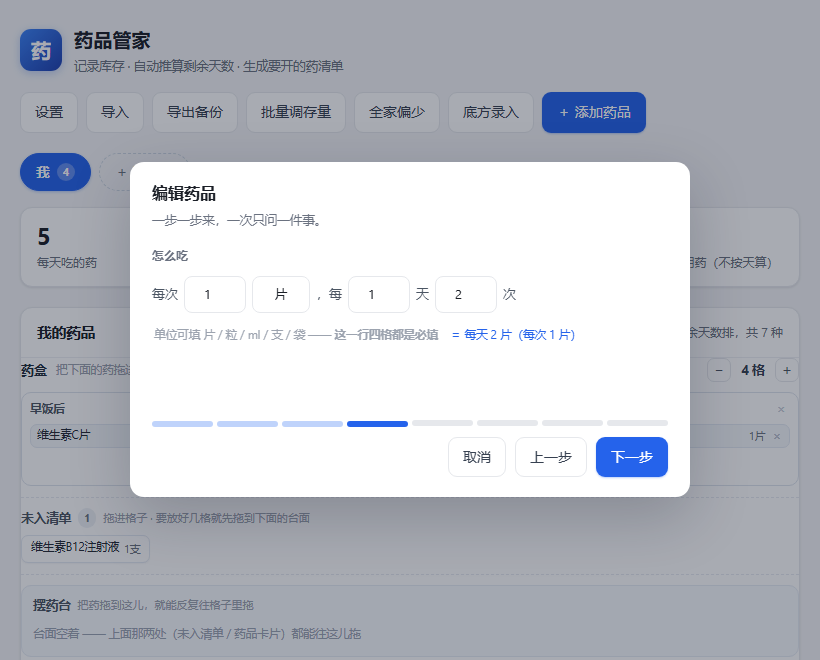 药
药品管家
记录库存 · 自动推算剩余天数 · 生成要开的药清单
设置 导入 导出备份 批量调存量 全家偏少 底方录入 + 添加药品
我 4 +
编辑药品
一步一步来，一次只问一件事。
5
每天吃的药
药（不按天算）
怎么吃
每次 1 片 ，每 1 天 2 次
单位可填 片 / 粒 / ml / 支 / 袋 —— 这一行四格都是必填 = 每天 2 片（每次 1 片）
我的药品
余天数排，共 7 种
药盒 把下面的药拖
− 4 格 +
早饭后 ×
维生素C片 1片 ×
取消 上一步 下一步
未入清单 1 拖进格子 · 要放好几格就先拖到下面的台面
维生素B12注射液 1支
摆药台 把药拖到这儿，就能反复往格子里拖
台面空着 —— 上面那两处（未入清单 / 药品卡片）都能往这儿拖